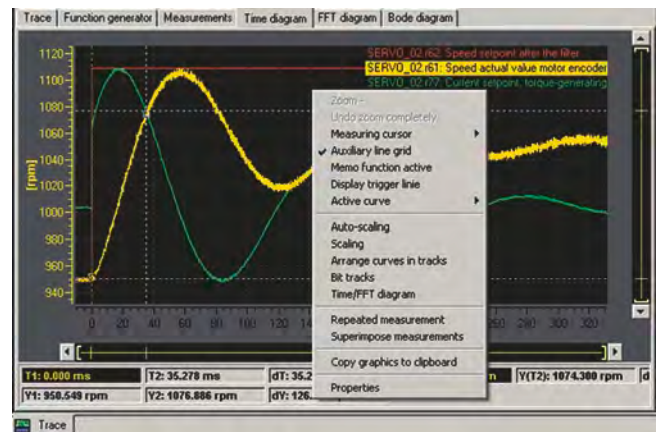 Trace Function generator Measurements Time diagram FFT diagram Bode diagram
SERVO_02.r62: Speed setpoint after the filter
SERVO_02.r61: Speed actual value motor encoder
SERVO_02.r77: Current setpoint, torque-generating
1120
1100
1080
1060
1040
1020
1000
980
960
940
[rpm]
Zoom -
Undo zoom completely
Measuring cursor
Auxiliary line grid
Memo function active
Display trigger linie
Active curve
Auto-scaling
Scaling
Arrange curves in tracks
Bit tracks
Time/FFT diagram
Repeated measurement
Superimpose measurements
Copy graphics to clipboard
Properties
0 20 40 60 80 100 120 280 300 320
T1: 0.000 ms T2: 35.278 ms dT: 35.2 Y(T2): 1074.300 rpm d
Y1: 950.549 rpm Y2: 1076.886 rpm dY: 126.
Trace